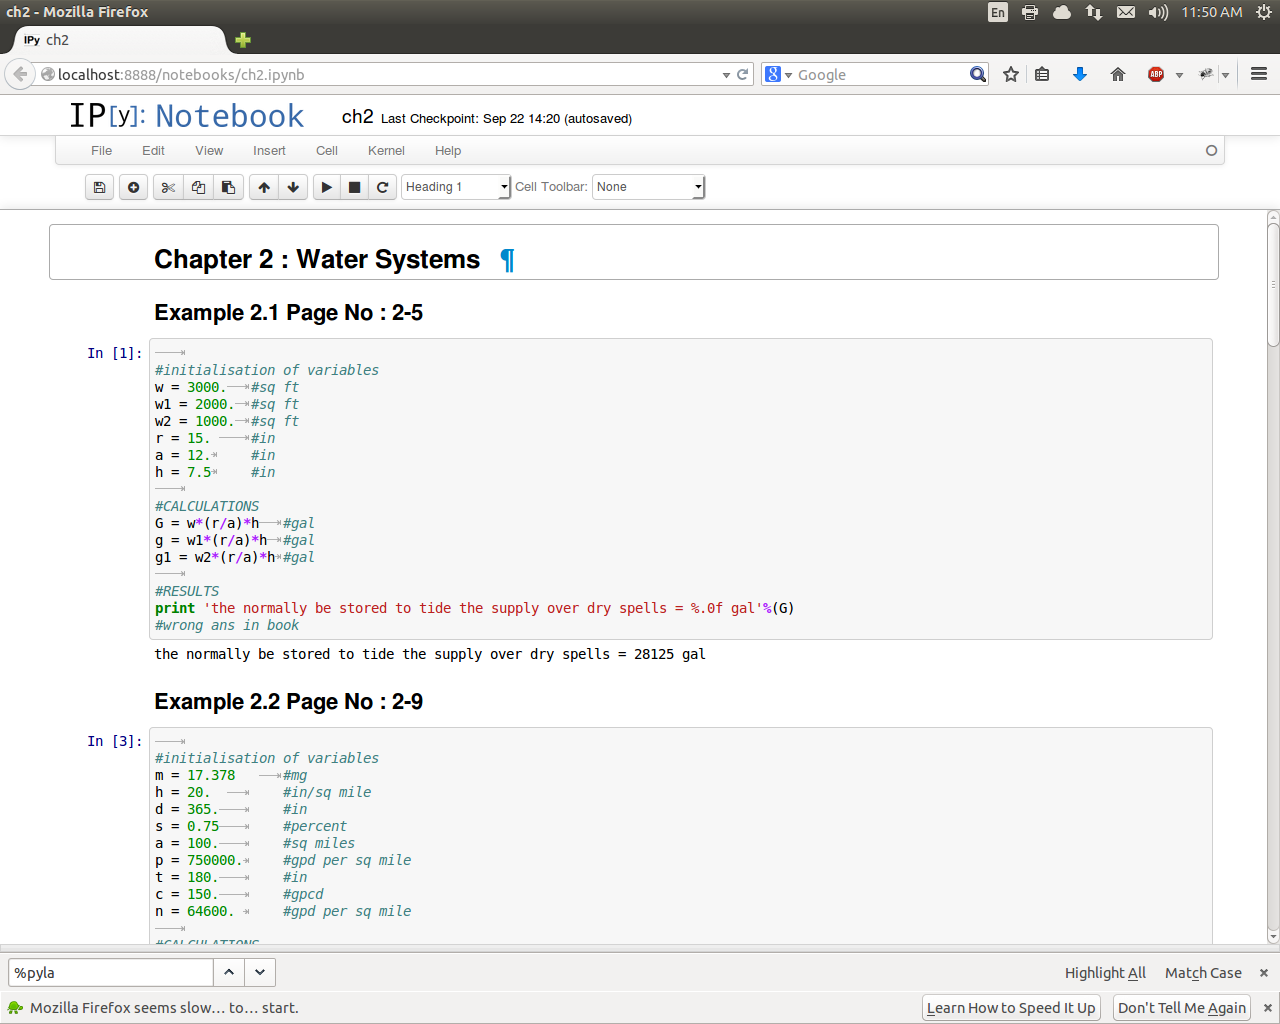 ch2 - Mozilla Firefox
En
11:50 AM
IPy ch2
localhost:8888/notebooks/ch2.ipynb
Google
ABP
IP[y]: Notebook
ch2 Last Checkpoint: Sep 22 14:20 (autosaved)
File Edit View Insert Cell Kernel Help
Heading 1 Cell Toolbar: None
Chapter 2 : Water Systems ¶
Example 2.1 Page No : 2-5
In [1]:
#initialisation of variables
w = 3000. #sq ft
w1 = 2000. #sq ft
w2 = 1000. #sq ft
r = 15. #in
a = 12. #in
h = 7.5 #in
#CALCULATIONS
G = w*(r/a)*h #gal
g = w1*(r/a)*h #gal
g1 = w2*(r/a)*h #gal
#RESULTS
print 'the normally be stored to tide the supply over dry spells = %.0f gal'%(G)
#wrong ans in book
the normally be stored to tide the supply over dry spells = 28125 gal
Example 2.2 Page No : 2-9
In [3]:
#initialisation of variables
m = 17.378 #mg
h = 20. #in/sq mile
d = 365. #in
s = 0.75 #percent
a = 100. #sq miles
p = 750000. #gpd per sq mile
t = 180. #in
c = 150. #gpcd
n = 64600. #gpd per sq mile
#CALCULATIONS
%pyla
Highlight All Match Case
Mozilla Firefox seems slow... to... start.
Learn How to Speed It Up Don't Tell Me Again